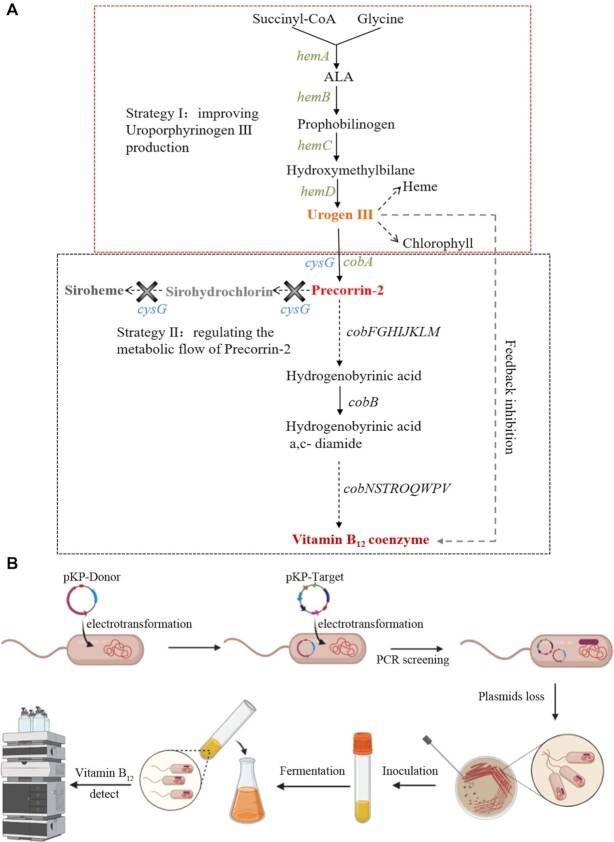 A
Succinyl-CoA Glycine
hemA
ALA
hemB
Prophobilinogen
hemC
Hydroxymethylbilane
hemD
Urogen III
Heme
Chlorophyll
Strategy I：improving
Uroporphyrinogen III
production
cysG cobA
Siroheme Sirohydrochlorin Precorrin-2
cysG cysG
Strategy II：regulating the
metabolic flow of Precorrin-2
cobFGHIJKLM
Hydrogenobyrinic acid
cobB
Hydrogenobyrinic acid
a,c- diamide
cobNSTROQWPV
Vitamin B12 coenzyme
Feedback inhibition
B
pKP-Donor
electrotransformation
pKP-Target
electrotransformation
PCR screening
Plasmids loss
Inoculation
Fermentation
Vitamin B12
detect